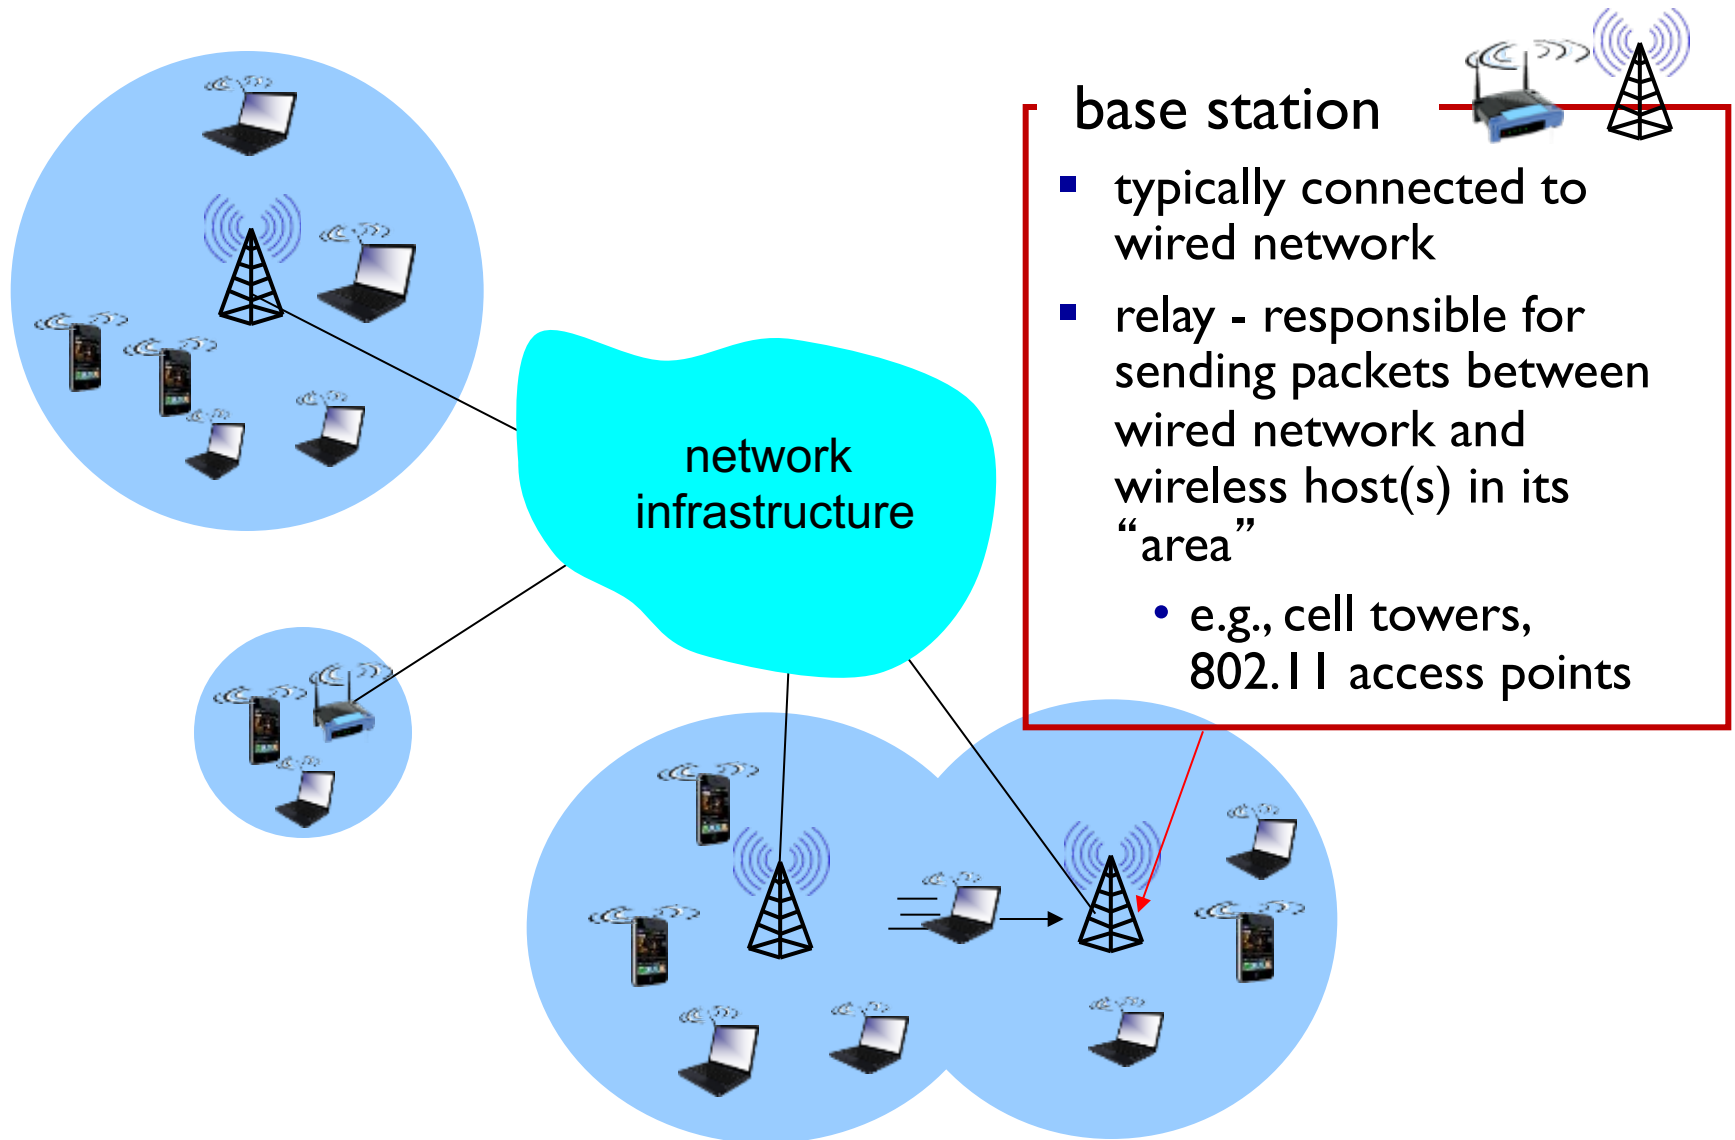 base station
▪ typically connected to
wired network
▪ relay - responsible for
sending packets between
wired network and
wireless host(s) in its
“area”
• e.g., cell towers,
802.11 access points
network
infrastructure